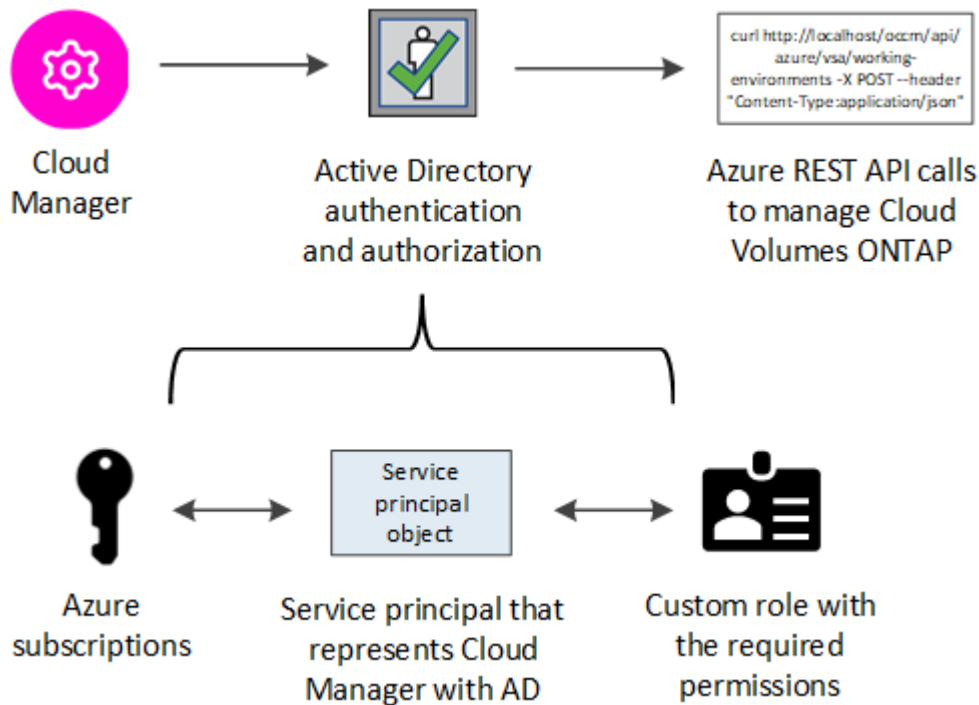 curl http://localhost/occm/api/
azure/vsa/working-
environments -X POST --header
"Content-Type:application/json"
Cloud
Manager
Active Directory
authentication
and authorization
Azure REST API calls
to manage Cloud
Volumes ONTAP
Service
principal
object
Azure
subscriptions
Service principal that
represents Cloud
Manager with AD
Custom role with
the required
permissions